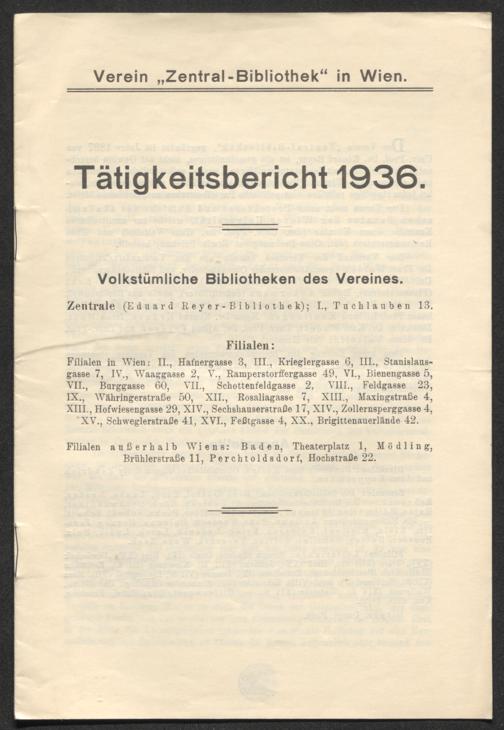 Verein „Zentral-Bibliothek“ in Wien.
Tätigkeitsbericht 1936.
Volkstümliche Bibliotheken des Vereines.
Zentrale (Eduard Reyer-Bibliothek); I., Tuchlauben 13.
Filialen:
Filialen in Wien: II., Hafnergasse 3, III., Krieglergasse 6, III., Stanislaus-
gasse 7, IV., Waaggasse 2, V., Ramperstorffergasse 49, VI., Bienengasse 5,
VII., Burggasse 60, VII., Schottenfeldgasse 2, VIII., Feldgasse 23,
IX., Währingerstraße 50, XII., Rosaliagasse 7, XIII., Maxingstraße 4,
XIII., Hofwiesengasse 29, XIV., Sechshauserstraße 17, XIV., Zollernsperggasse 4,
XV., Schweglerstraße 41, XVI., Feßtgasse 4, XX., Brigittenauerlände 42.
Filialen außerhalb Wiens: Baden, Theaterplatz 1, Mödling,
Brühlerstraße 11, Perchtoldsdorf, Hochstraße 22.